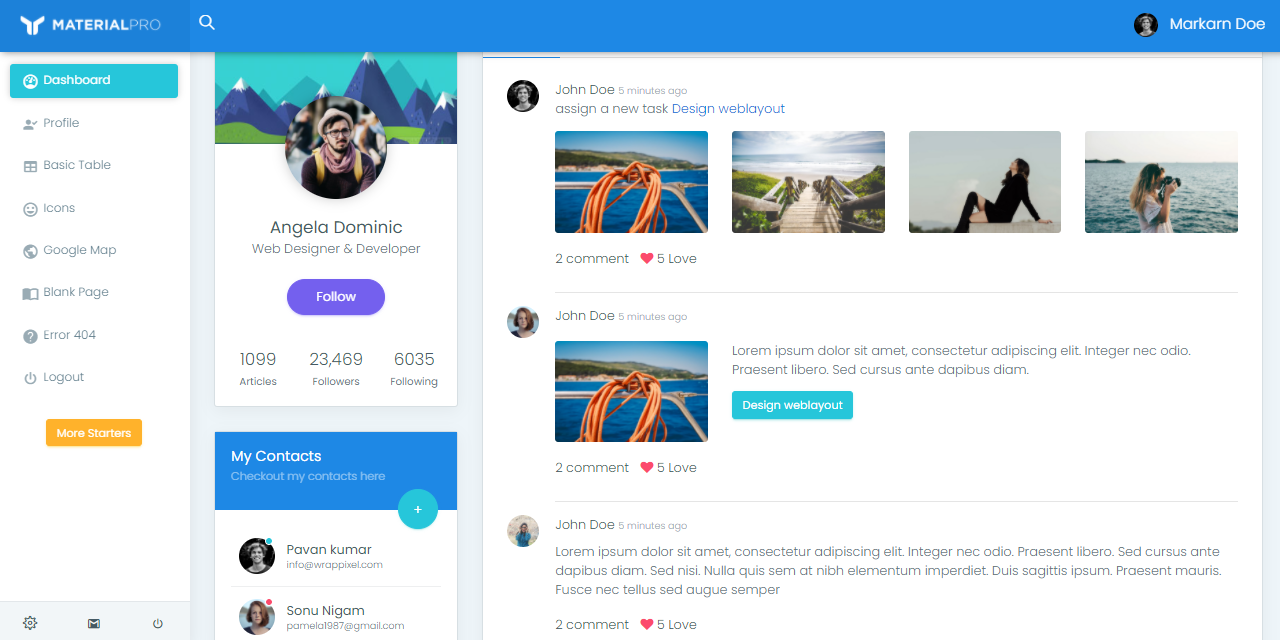 MATERIALPRO
Markarn Doe
Dashboard
Profile
Basic Table
Icons
Google Map
Blank Page
Error 404
Logout
More Starters
Angela Dominic
Web Designer & Developer
Follow
1099 23,469 6035
Articles Followers Following
My Contacts
Checkout my contacts here
+
Pavan kumar
info@wrappixel.com
Sonu Nigam
pamela1987@gmail.com
John Doe 5 minutes ago
assign a new task Design weblayout
2 comment 5 Love
John Doe 5 minutes ago
Lorem ipsum dolor sit amet, consectetur adipiscing elit. Integer nec odio.
Praesent libero. Sed cursus ante dapibus diam.
Design weblayout
2 comment 5 Love
John Doe 5 minutes ago
Lorem ipsum dolor sit amet, consectetur adipiscing elit. Integer nec odio. Praesent libero. Sed cursus ante
dapibus diam. Sed nisi. Nulla quis sem at nibh elementum imperdiet. Duis sagittis ipsum. Praesent mauris.
Fusce nec tellus sed augue semper
2 comment 5 Love